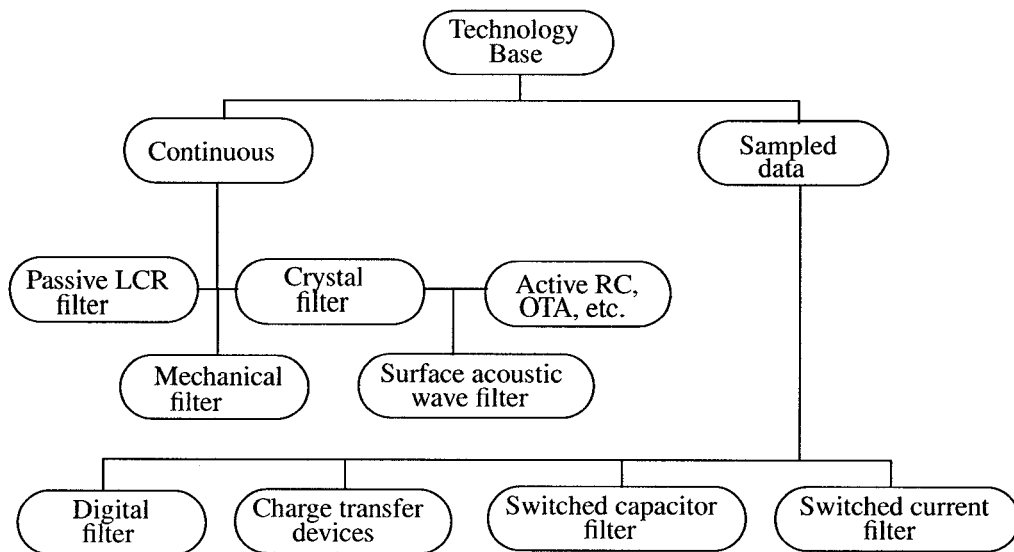 Technology
Base
Continuous
Sampled
data
Passive LCR
filter
Crystal
filter
Active RC,
OTA, etc.
Mechanical
filter
Surface acoustic
wave filter
Digital
filter
Charge transfer
devices
Switched capacitor
filter
Switched current
filter